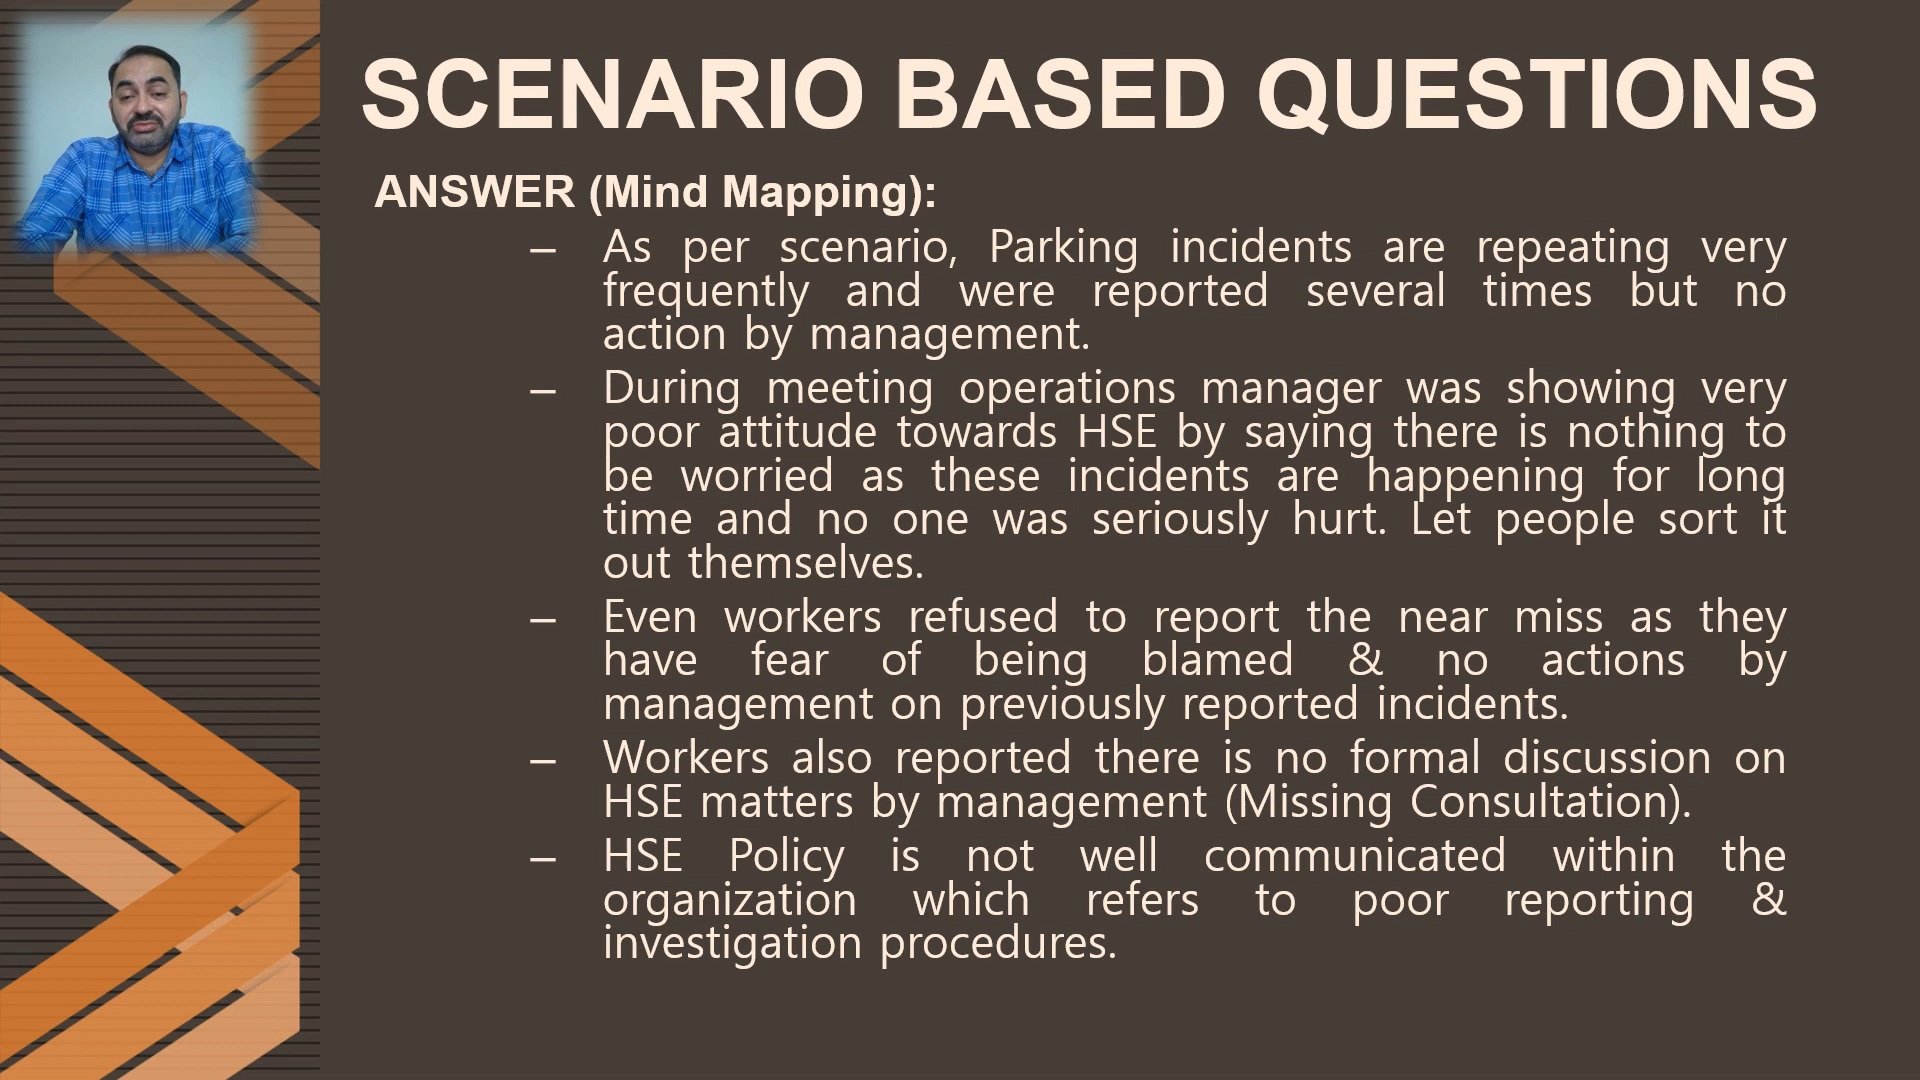 SCENARIO BASED QUESTIONS
ANSWER (Mind Mapping):
– As per scenario, Parking incidents are repeating very
frequently and were reported several times but no
action by management.
– During meeting operations manager was showing very
poor attitude towards HSE by saying there is nothing to
be worried as these incidents are happening for long
time and no one was seriously hurt. Let people sort it
out themselves.
– Even workers refused to report the near miss as they
have fear of being blamed & no actions by
management on previously reported incidents.
– Workers also reported there is no formal discussion on
HSE matters by management (Missing Consultation).
– HSE Policy is not well communicated within the
organization which refers to poor reporting &
investigation procedures.